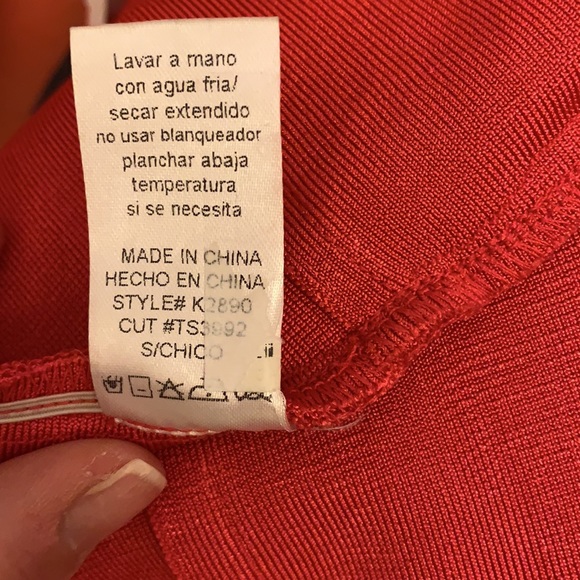 Lavar a mano
con agua fria/
secar extendido
no usar blanqueador
planchar abaja
temperatura
si se necesita
MADE IN CHINA
HECHO EN CHINA
STYLE# K2890
CUT #TS3992
S/CHICO